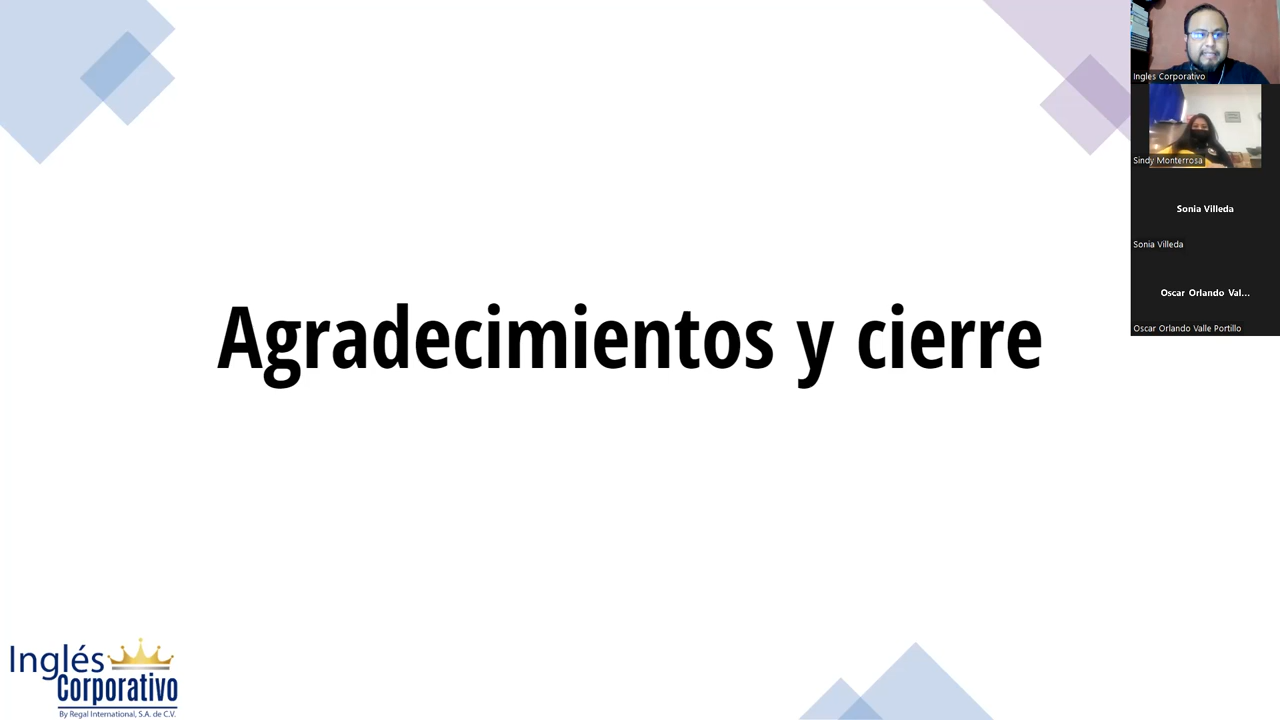 Ingles Corporativo
Sindy Monterrosa
Sonia Villeda
Sonia Villeda
Oscar Orlando Val...
Oscar Orlando Valle Portillo
Agradecimientos y cierre
Inglés
Corporativo
By Regal International, S.A. de C.V.